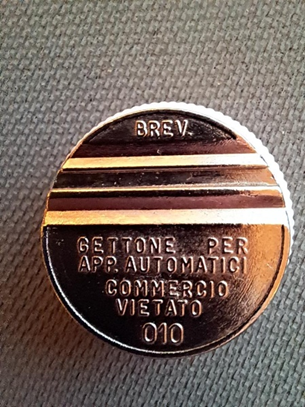 BREV.
GETTONE PER
APP. AUTOMATICI
COMMERCIO
VIETATO
010